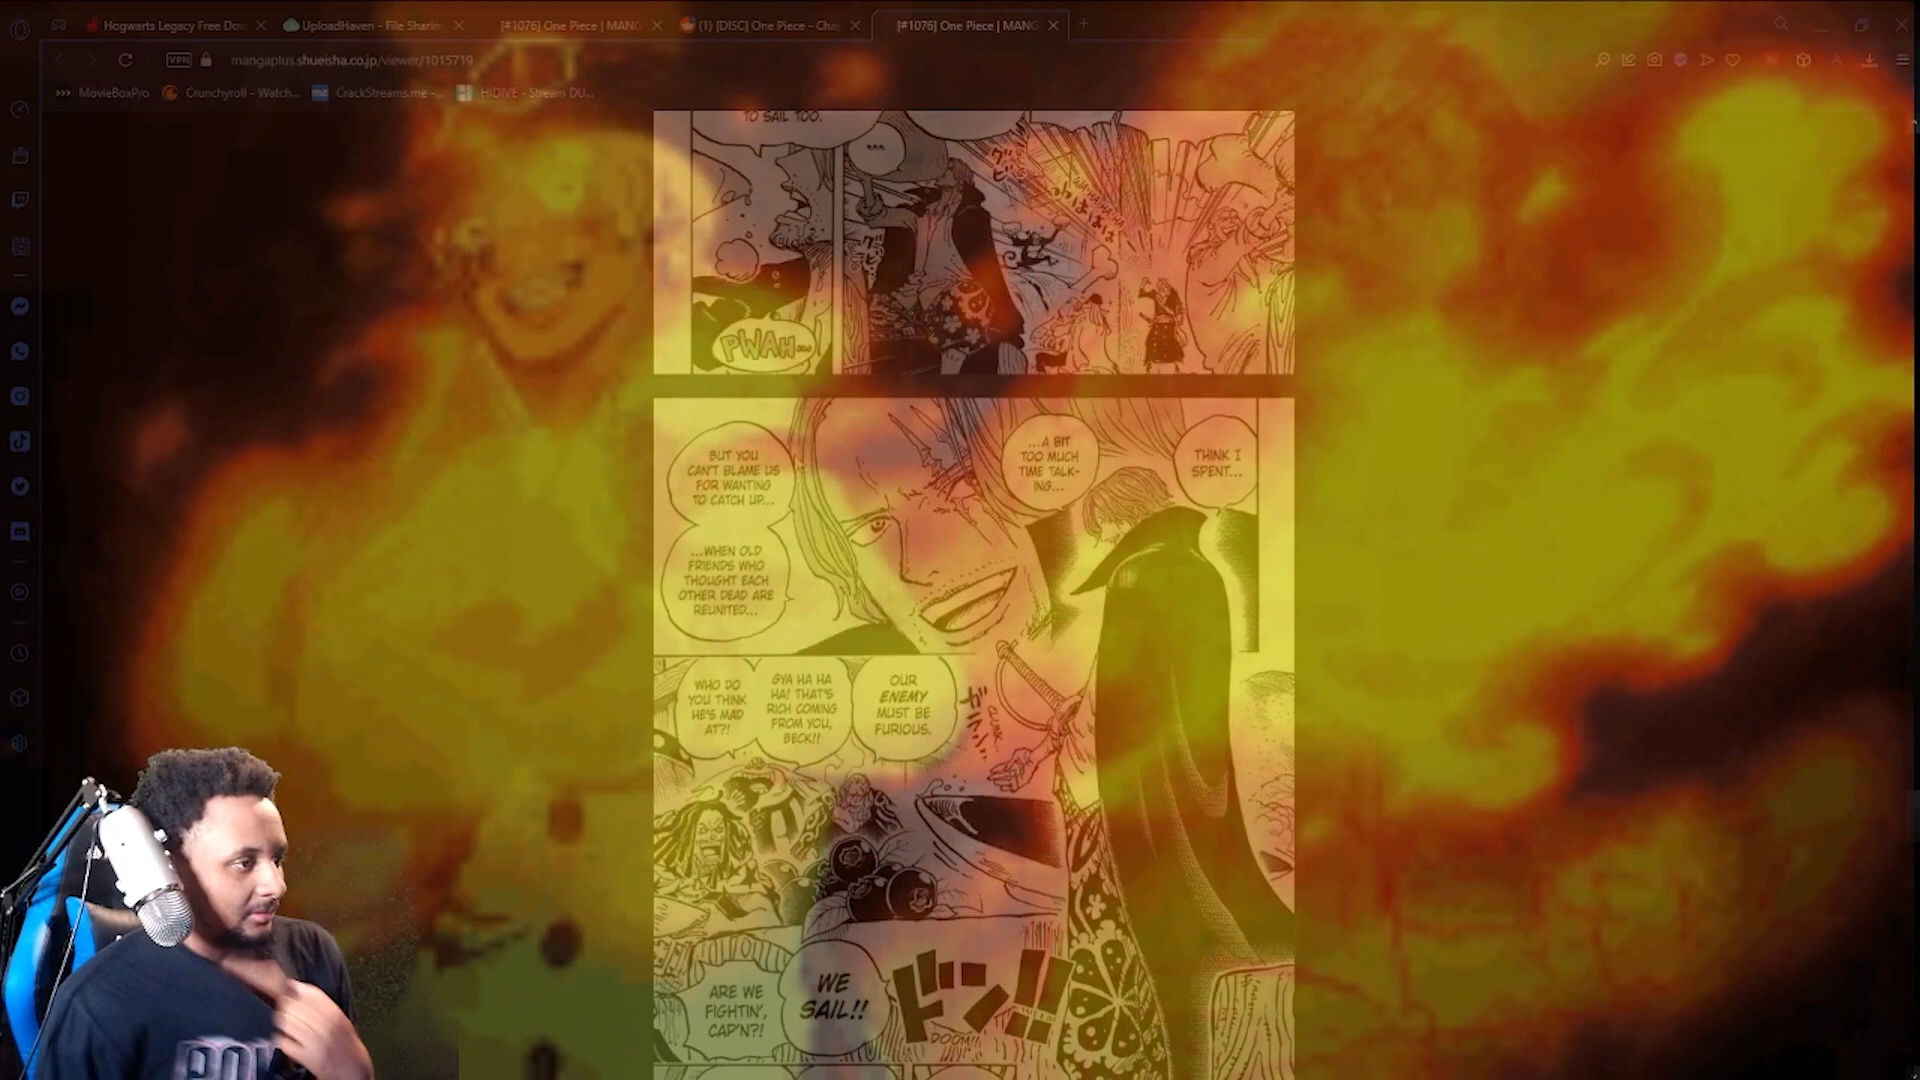 Hogwarts Legacy Free Dow
UploadHaven - File Sharing
[#1076] One Piece | MANG
(1) [DISC] One Piece - Cha
[#1076] One Piece | MANG
VPN
mangaplus.shueisha.co.jp/viewer/1015719
MovieBoxPro
Crunchyroll - Watch...
CrackStreams.me -...
HIDIVE - Stream DU...
TO SAIL TOO.
...
PWAH...
THINK I
SPENT...
...A BIT
TOO MUCH
TIME TALK-
ING...
BUT YOU
CAN'T BLAME US
FOR WANTING
TO CATCH UP...
...WHEN OLD
FRIENDS WHO
THOUGHT EACH
OTHER DEAD ARE
REUNITED...
OUR
ENEMY
MUST BE
FURIOUS.
GYA HA HA
HA! THAT'S
RICH COMING
FROM YOU,
BECK!!
WHO DO
YOU THINK
HE'S MAD
AT?!
CLUNK...
WE
SAIL!!
ARE WE
FIGHTIN',
CAP'N?!
ドン!!
DOOM!!